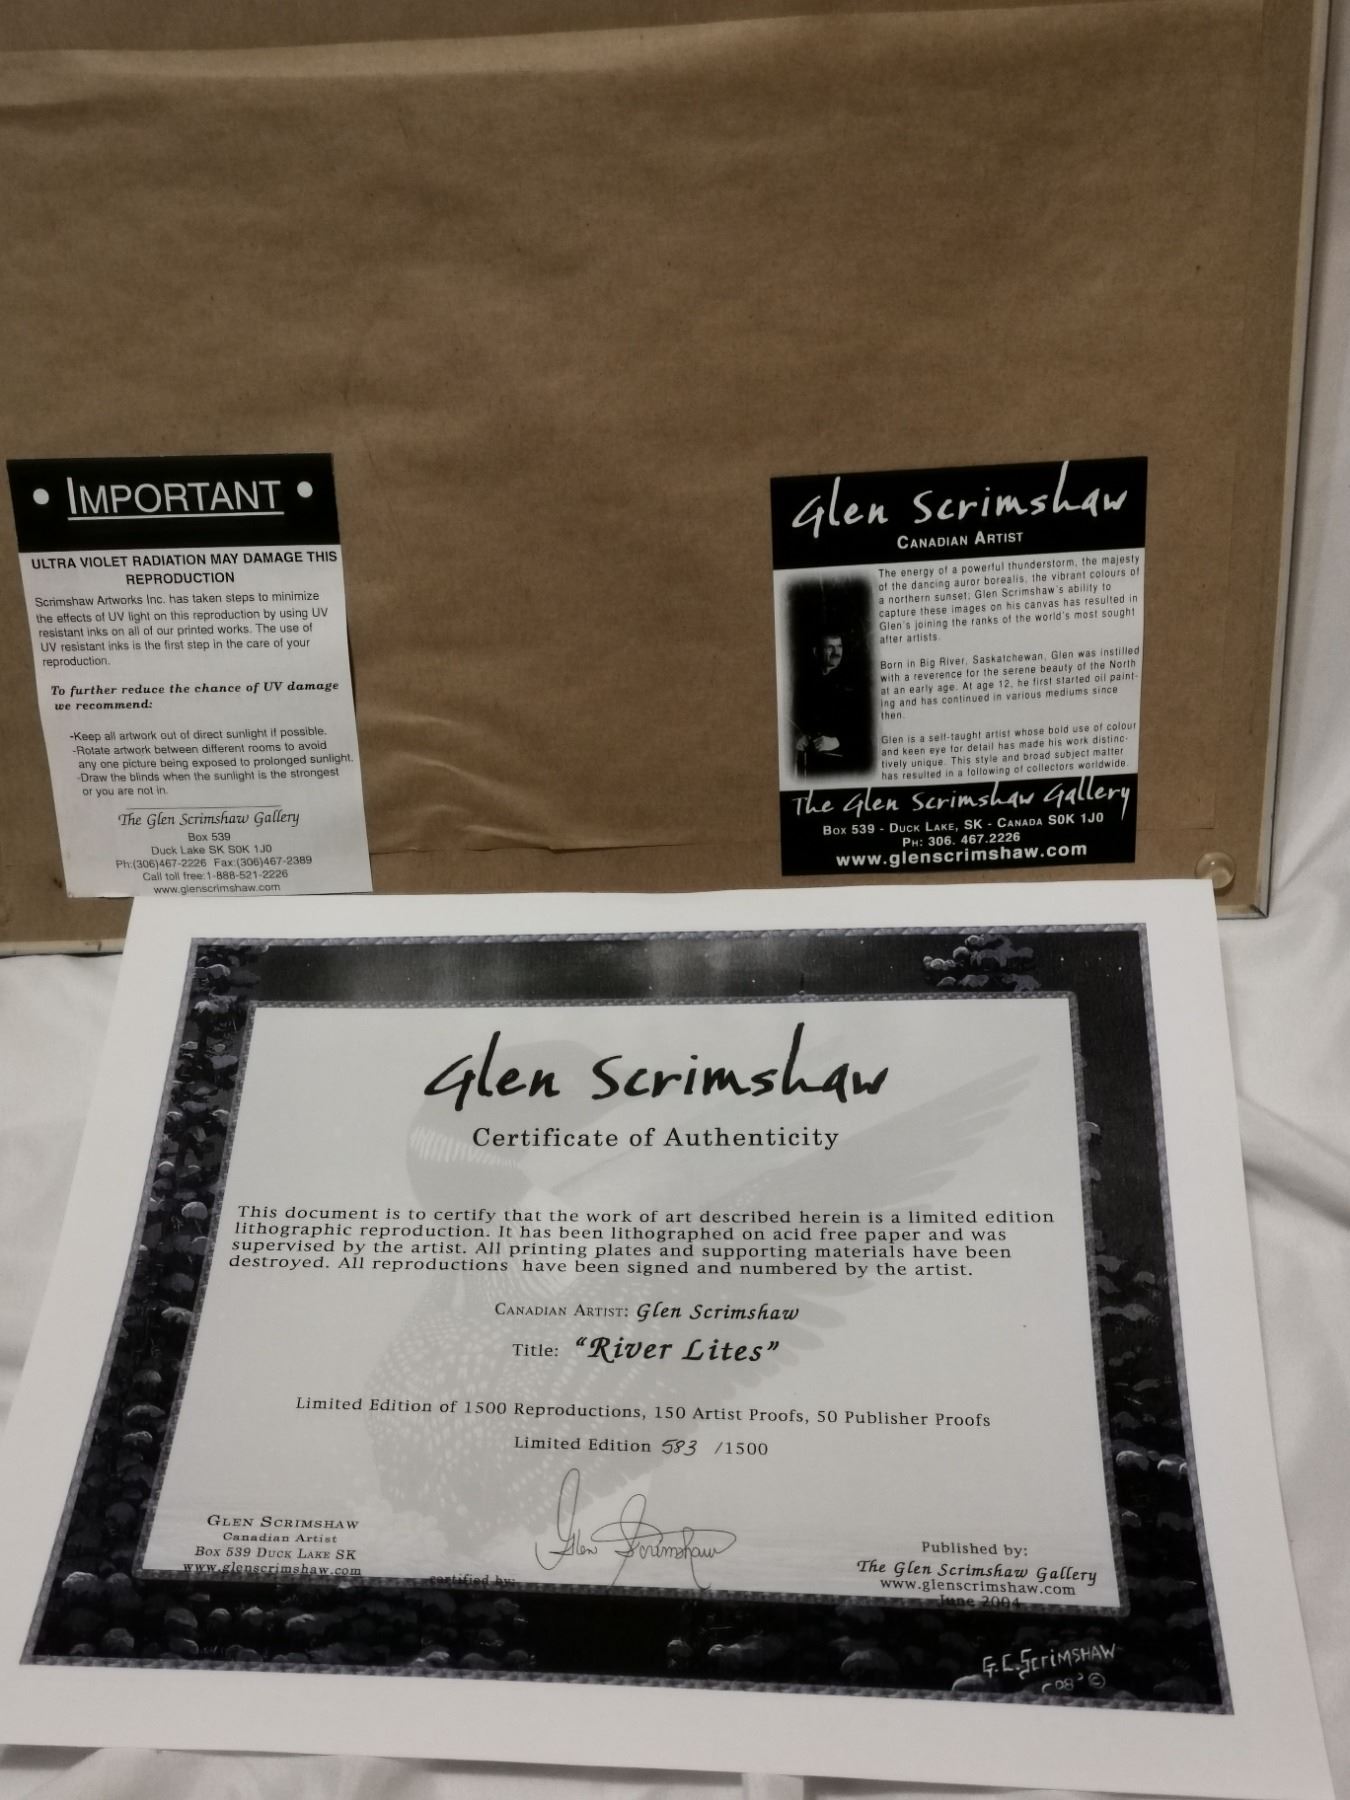 • IMPORTANT •
ULTRA VIOLET RADIATION MAY DAMAGE THIS
REPRODUCTION
Scrimshaw Artworks Inc. has taken steps to minimize
the effects of UV light on this reproduction by using UV
resistant inks on all of our printed works. The use of
UV resistant inks is the first step in the care of your
reproduction.
To further reduce the chance of UV damage
we recommend:
-Keep all artwork out of direct sunlight if possible.
-Rotate artwork between different rooms to avoid
any one picture being exposed to prolonged sunlight.
-Draw the blinds when the sunlight is the strongest
or you are not in.
The Glen Scrimshaw Gallery
Box 539
Duck Lake SK S0K 1J0
Ph:(306)467-2226 Fax:(306)467-2389
Call toll free:1-888-521-2226
www.glenscrimshaw.com
Glen Scrimshaw
CANADIAN ARTIST
The energy of a powerful thunderstorm, the majesty
of the dancing auror borealis, the vibrant colours of
a northern sunset; Glen Scrimshaw's ability to
capture these images on his canvas has resulted in
Glen's joining the ranks of the world's most sought
after artists.
Born in Big River, Saskatchewan, Glen was instilled
with a reverence for the serene beauty of the North
at an early age. At age 12, he first started oil paint-
ing and has continued in various mediums since
then.
Glen is a self-taught artist whose bold use of colour
and keen eye for detail has made his work distinc-
tively unique. This style and broad subject matter
has resulted in a following of collectors worldwide.
The Glen Scrimshaw Gallery
BOX 539 - DUCK LAKE, SK - CANADA S0K 1J0
PH: 306. 467.2226
www.glenscrimshaw.com
Glen Scrimshaw
Certificate of Authenticity
This document is to certify that the work of art described herein is a limited edition
lithographic reproduction. It has been lithographed on acid free paper and was
supervised by the artist. All printing plates and supporting materials have been
destroyed. All reproductions have been signed and numbered by the artist.
CANADIAN ARTIST: Glen Scrimshaw
Title: "River Lites"
Limited Edition of 1500 Reproductions, 150 Artist Proofs, 50 Publisher Proofs
Limited Edition 583 /1500
GLEN SCRIMSHAW
Canadian Artist
BOX 539 DUCK LAKE SK
www.glenscrimshaw.com
certified by:
Glen Scrimshaw
Published by:
The Glen Scrimshaw Gallery
www.glenscrimshaw.com
June 2004
G.C.SCRIMSHAW
©